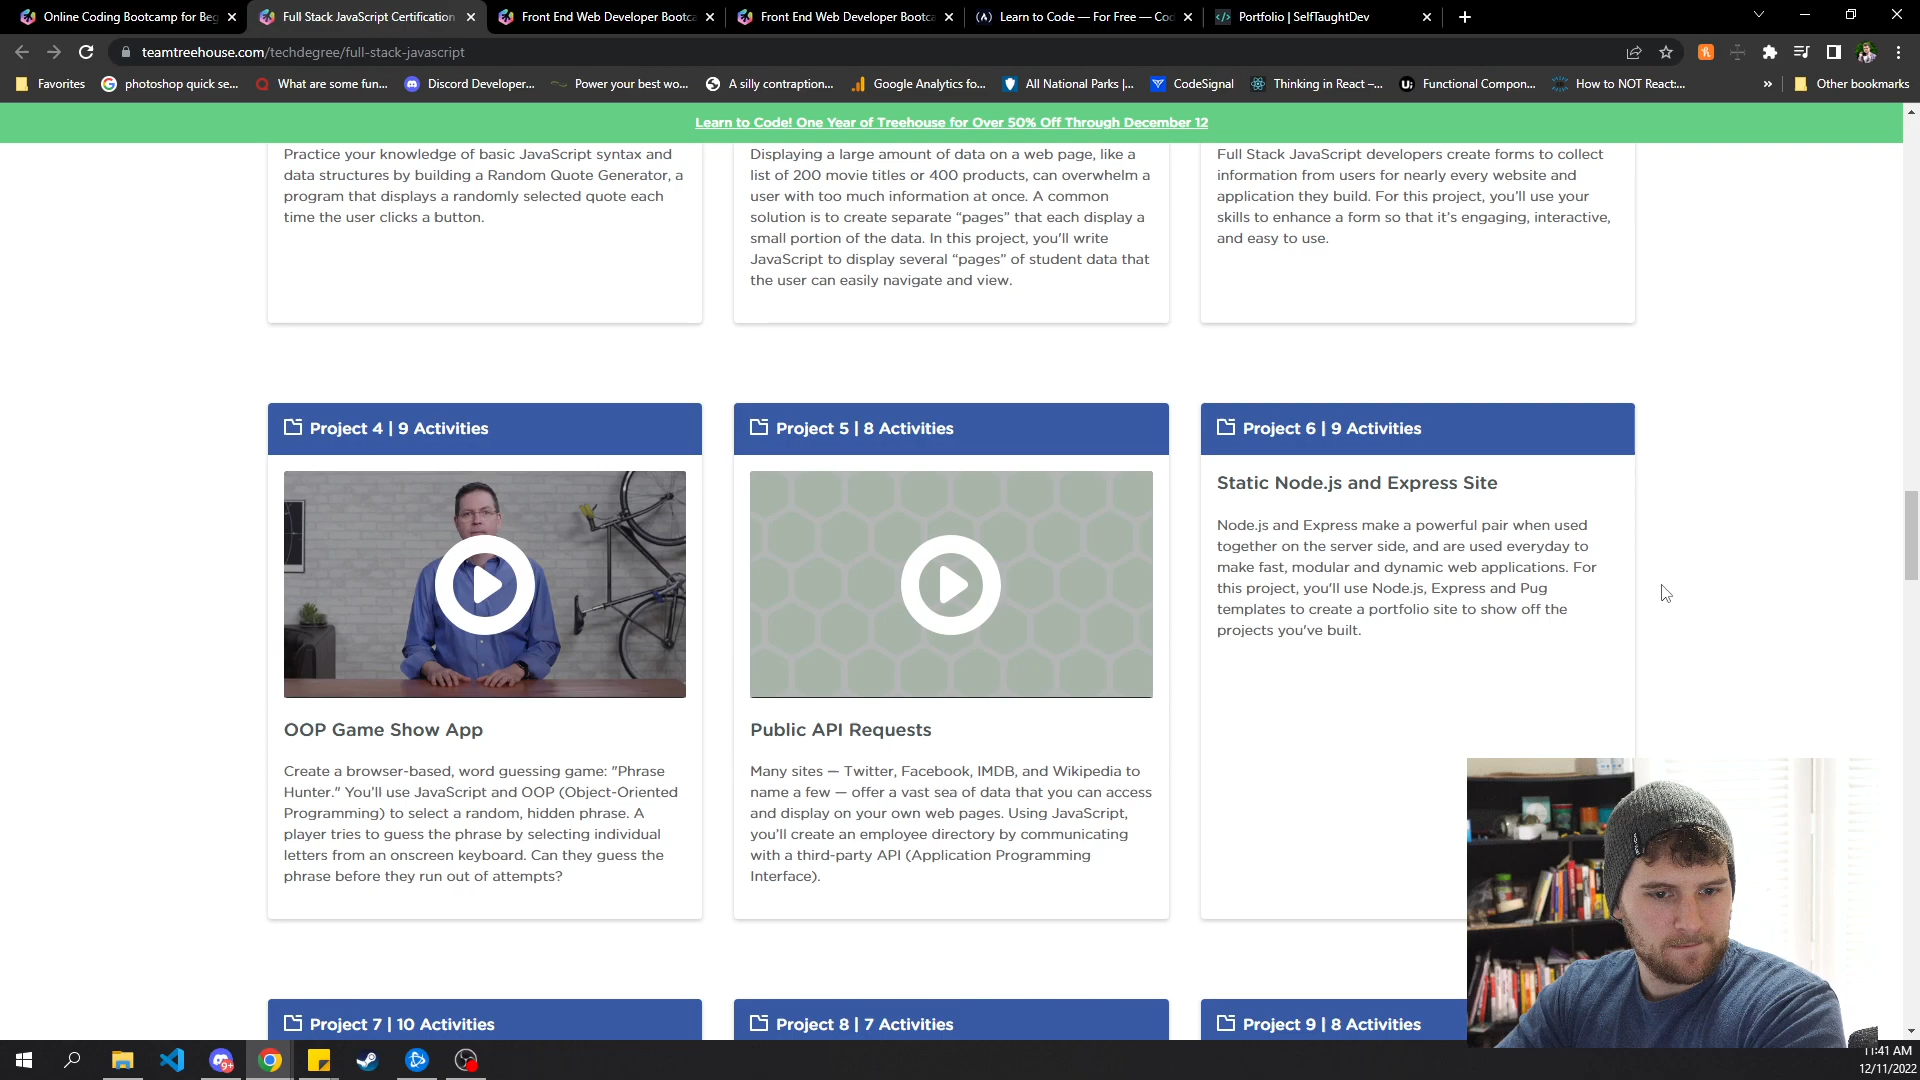 Online Coding Bootcamp for Beg
Full Stack JavaScript Certification
Front End Web Developer Bootca
Front End Web Developer Bootca
Learn to Code — For Free — Coc
Portfolio | SelfTaughtDev
teamtreehouse.com/techdegree/full-stack-javascript
Favorites
photoshop quick se...
What are some fun...
Discord Developer...
Power your best wo...
A silly contraption...
Google Analytics fo...
All National Parks |...
CodeSignal
Thinking in React –...
Functional Compon...
How to NOT React:...
»
Other bookmarks
Learn to Code! One Year of Treehouse for Over 50% Off Through December 12
Practice your knowledge of basic JavaScript syntax and
data structures by building a Random Quote Generator, a
program that displays a randomly selected quote each
time the user clicks a button.
Displaying a large amount of data on a web page, like a
list of 200 movie titles or 400 products, can overwhelm a
user with too much information at once. A common
solution is to create separate “pages” that each display a
small portion of the data. In this project, you'll write
JavaScript to display several “pages” of student data that
the user can easily navigate and view.
Full Stack JavaScript developers create forms to collect
information from users for nearly every website and
application they build. For this project, you’ll use your
skills to enhance a form so that it’s engaging, interactive,
and easy to use.
Project 4 | 9 Activities
OOP Game Show App
Create a browser-based, word guessing game: "Phrase
Hunter." You’ll use JavaScript and OOP (Object-Oriented
Programming) to select a random, hidden phrase. A
player tries to guess the phrase by selecting individual
letters from an onscreen keyboard. Can they guess the
phrase before they run out of attempts?
Project 5 | 8 Activities
Public API Requests
Many sites — Twitter, Facebook, IMDB, and Wikipedia to
name a few — offer a vast sea of data that you can access
and display on your own web pages. Using JavaScript,
you’ll create an employee directory by communicating
with a third-party API (Application Programming
Interface).
Project 6 | 9 Activities
Static Node.js and Express Site
Node.js and Express make a powerful pair when used
together on the server side, and are used everyday to
make fast, modular and dynamic web applications. For
this project, you'll use Node.js, Express and Pug
templates to create a portfolio site to show off the
projects you've built.
Project 7 | 10 Activities
Project 8 | 7 Activities
Project 9 | 8 Activities
9+
11:41 AM
12/11/2022